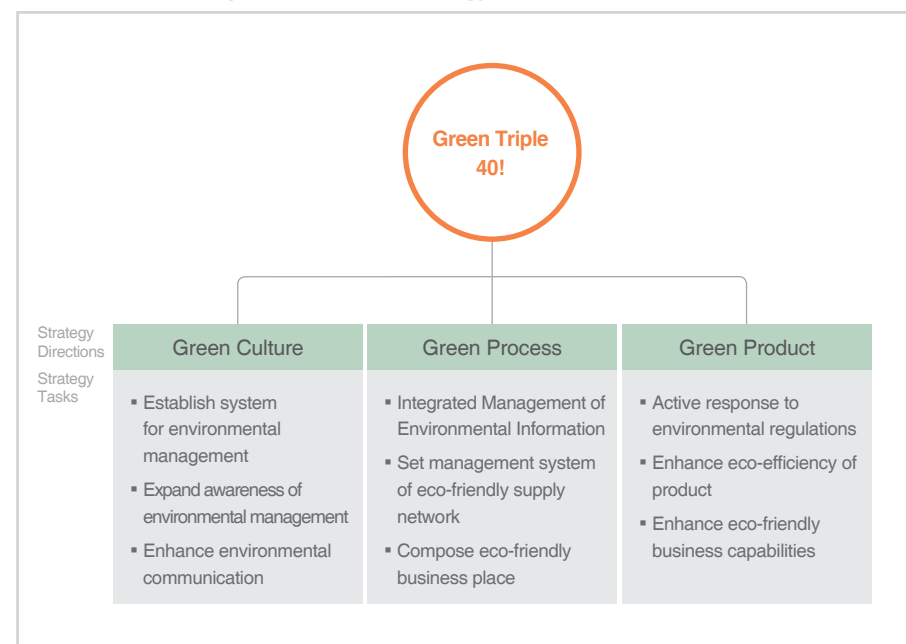 Green Triple
40!
Strategy
Directions
Green Culture
Green Process
Green Product
Strategy
Tasks
▪ Establish system
for environmental
management
▪ Expand awareness of
environmental management
▪ Enhance environmental
communication
▪ Integrated Management of
Environmental Information
▪ Set management system
of eco-friendly supply
network
▪ Compose eco-friendly
business place
▪ Active response to
environmental regulations
▪ Enhance eco-efficiency of
product
▪ Enhance eco-friendly
business capabilities